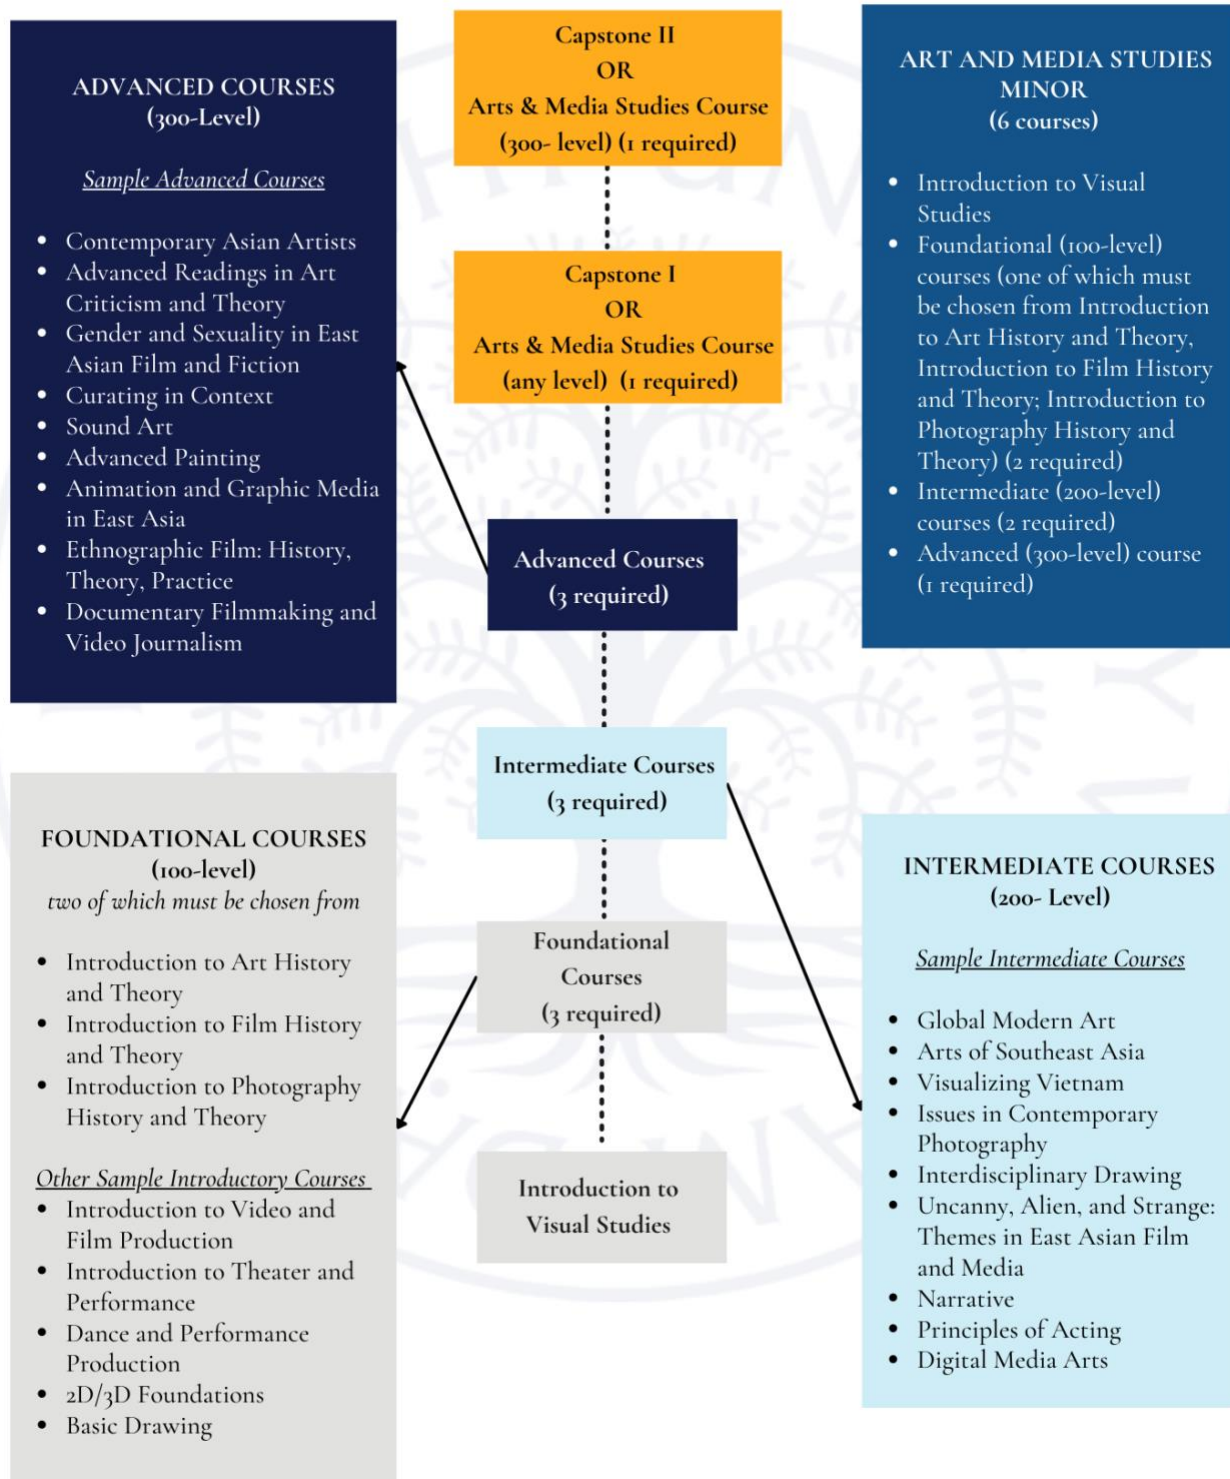 ADVANCED COURSES
(300-Level)
Sample Advanced Courses
• Contemporary Asian Artists
• Advanced Readings in Art
Criticism and Theory
• Gender and Sexuality in East
Asian Film and Fiction
• Curating in Context
• Sound Art
• Advanced Painting
• Animation and Graphic Media
in East Asia
• Ethnographic Film: History,
Theory, Practice
• Documentary Filmmaking and
Video Journalism
Capstone II
OR
Arts & Media Studies Course
(300- level) (1 required)
Capstone I
OR
Arts & Media Studies Course
(any level) (1 required)
Advanced Courses
(3 required)
Intermediate Courses
(3 required)
Foundational
Courses
(3 required)
Introduction to
Visual Studies
ART AND MEDIA STUDIES
MINOR
(6 courses)
• Introduction to Visual
Studies
• Foundational (100-level)
courses (one of which must
be chosen from Introduction
to Art History and Theory,
Introduction to Film History
and Theory; Introduction to
Photography History and
Theory) (2 required)
• Intermediate (200-level)
courses (2 required)
• Advanced (300-level) course
(1 required)
FOUNDATIONAL COURSES
(100-level)
two of which must be chosen from
• Introduction to Art History
and Theory
• Introduction to Film History
and Theory
• Introduction to Photography
History and Theory
Other Sample Introductory Courses
• Introduction to Video and
Film Production
• Introduction to Theater and
Performance
• Dance and Performance
Production
• 2D/3D Foundations
• Basic Drawing
INTERMEDIATE COURSES
(200- Level)
Sample Intermediate Courses
• Global Modern Art
• Arts of Southeast Asia
• Visualizing Vietnam
• Issues in Contemporary
Photography
• Interdisciplinary Drawing
• Uncanny, Alien, and Strange:
Themes in East Asian Film
and Media
• Narrative
• Principles of Acting
• Digital Media Arts